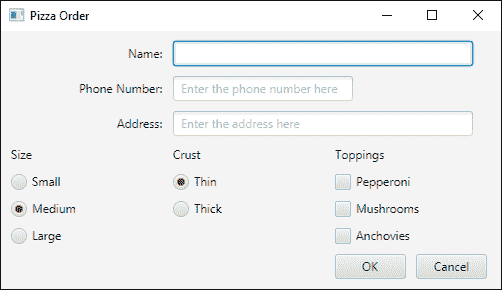 Pizza Order
Name:
Phone Number: Enter the phone number here
Address: Enter the address here
Size Crust Toppings
Small Thin Pepperoni
Medium Thick Mushrooms
Large Anchovies
OK Cancel